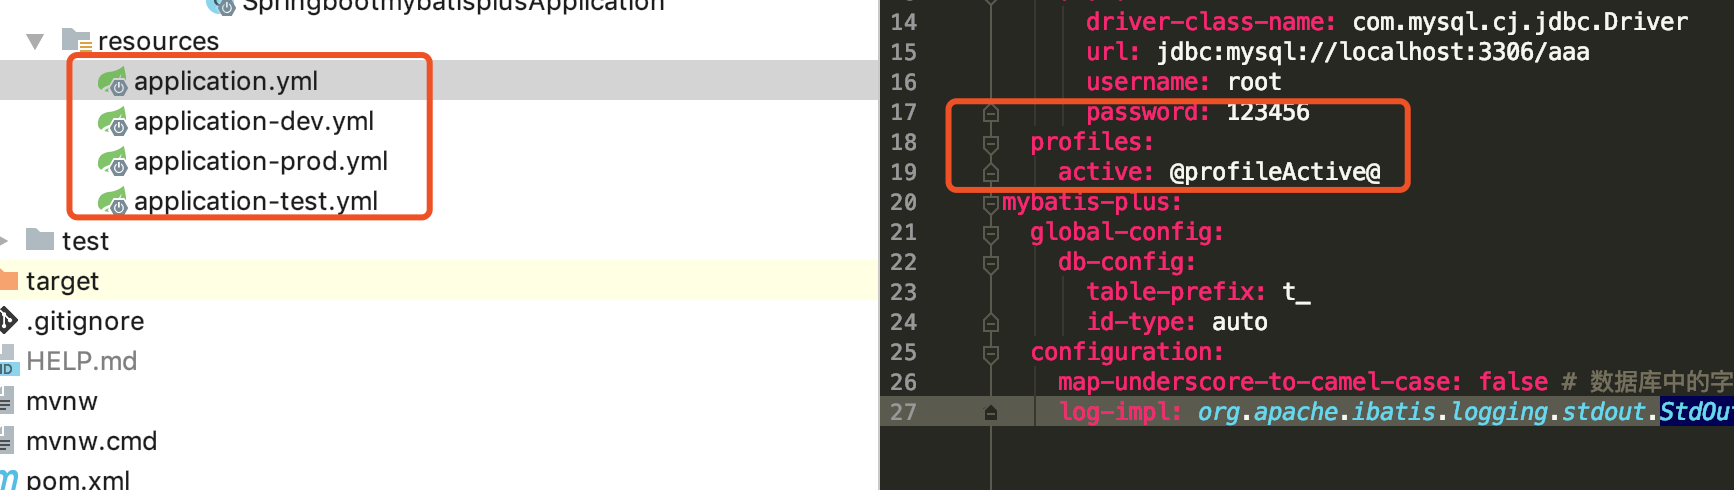 SpringbootmybatisplusApplication
resources
application.yml
application-dev.yml
application-prod.yml
application-test.yml
test
target
.gitignore
HELP.md
mvnw
mvnw.cmd
pom.xml
14 driver-class-name: com.mysql.cj.jdbc.Driver
15 url: jdbc:mysql://localhost:3306/aaa
16 username: root
17 password: 123456
18 profiles:
19 active: @profileActive@
20 mybatis-plus:
21 global-config:
22 db-config:
23 table-prefix: t_
24 id-type: auto
25 configuration:
26 map-underscore-to-camel-case: false # 数据库中的字
27 log-impl: org.apache.ibatis.logging.stdout.StdOu